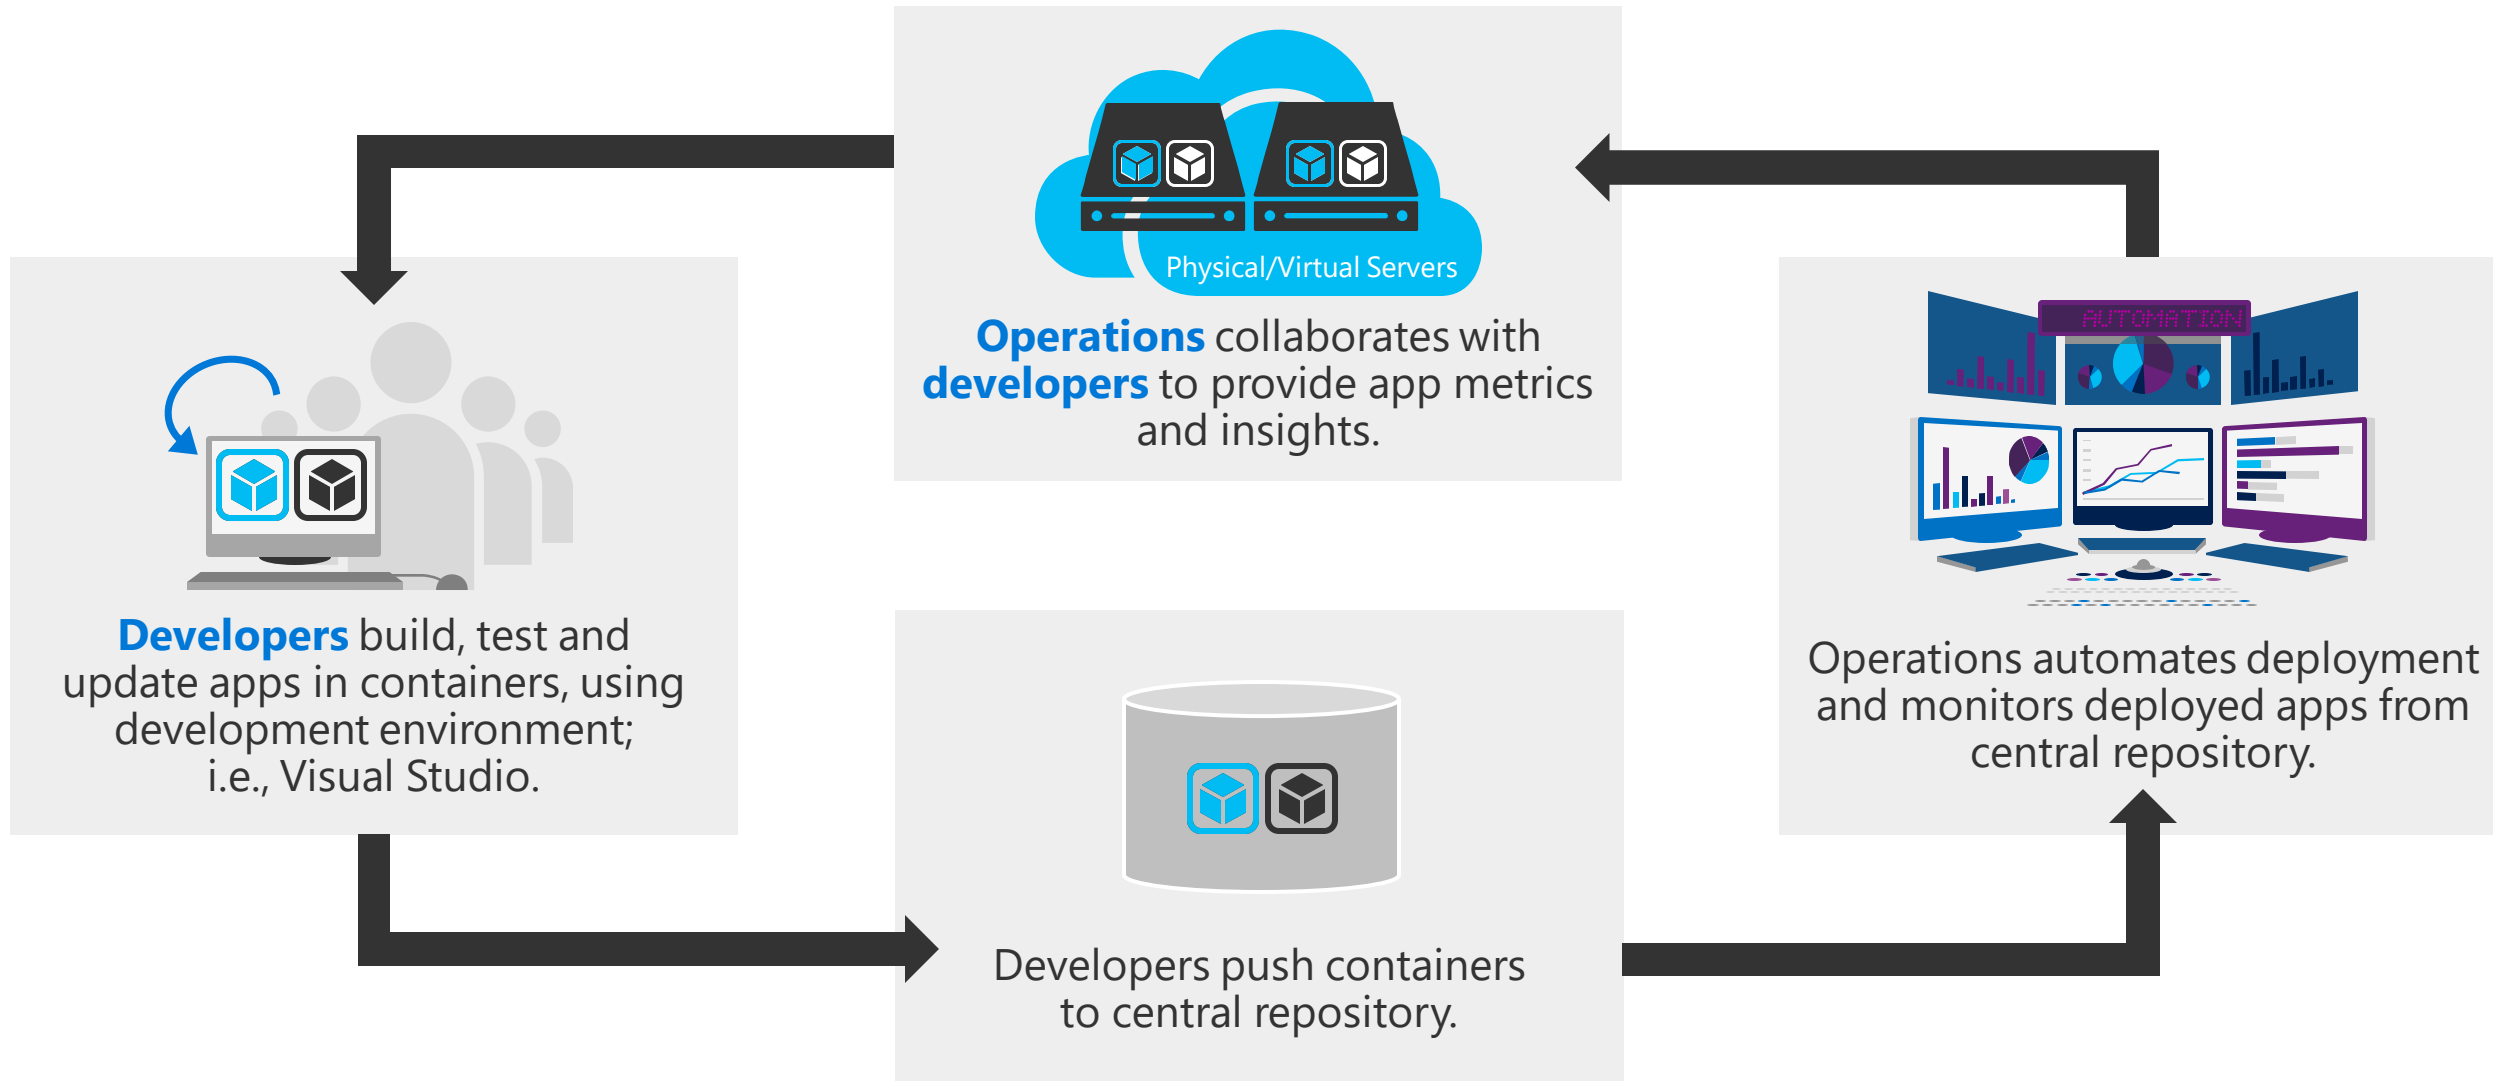 Physical/Virtual Servers
Operations collaborates with
developers to provide app metrics
and insights.
Developers build, test and
update apps in containers, using
development environment;
i.e., Visual Studio.
Developers push containers
to central repository.
AUTOMATION
Operations automates deployment
and monitors deployed apps from
central repository.